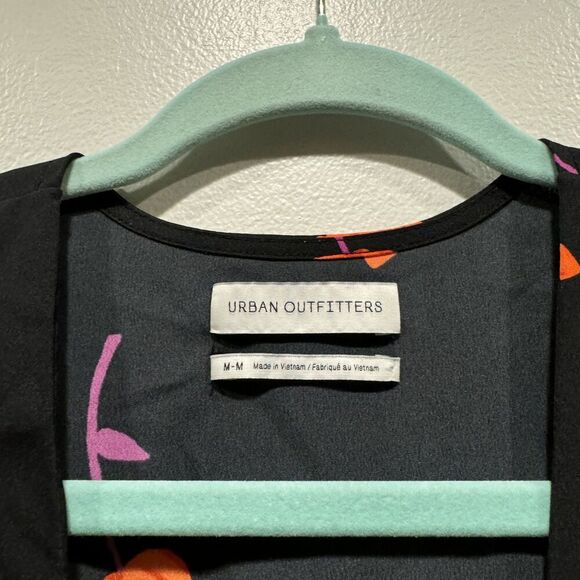 URBAN OUTFITTERS
M-M Made in Vietnam / Fabriqué au Vietnam